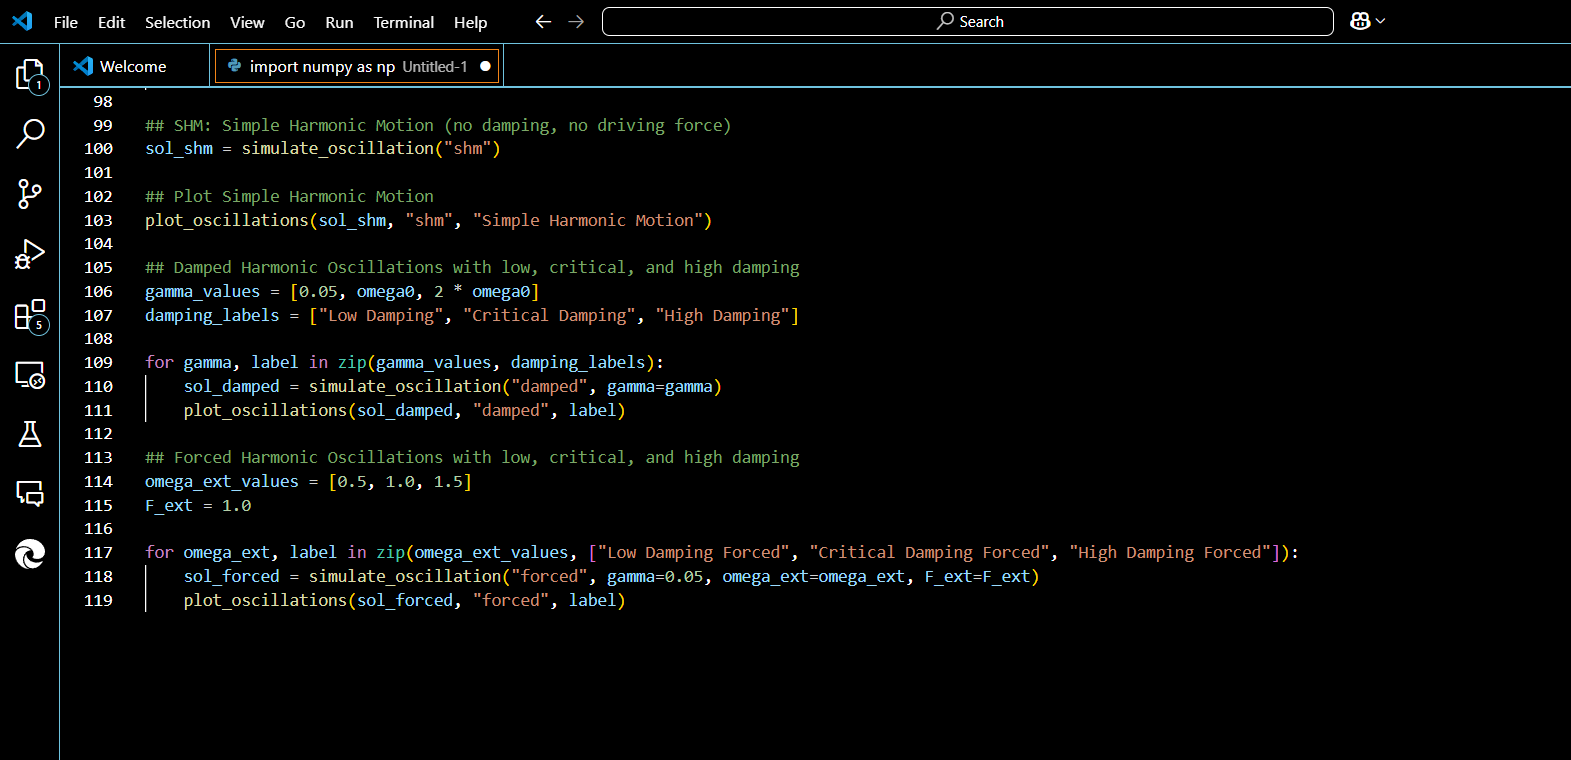 File Edit Selection View Go Run Terminal Help ← → Search
Welcome import numpy as np Untitled-1
1
5
98
99 ## SHM: Simple Harmonic Motion (no damping, no driving force)
100 sol_shm = simulate_oscillation("shm")
101
102 ## Plot Simple Harmonic Motion
103 plot_oscillations(sol_shm, "shm", "Simple Harmonic Motion")
104
105 ## Damped Harmonic Oscillations with low, critical, and high damping
106 gamma_values = [0.05, omega0, 2 * omega0]
107 damping_labels = ["Low Damping", "Critical Damping", "High Damping"]
108
109 for gamma, label in zip(gamma_values, damping_labels):
110     sol_damped = simulate_oscillation("damped", gamma=gamma)
111     plot_oscillations(sol_damped, "damped", label)
112
113 ## Forced Harmonic Oscillations with low, critical, and high damping
114 omega_ext_values = [0.5, 1.0, 1.5]
115 F_ext = 1.0
116
117 for omega_ext, label in zip(omega_ext_values, ["Low Damping Forced", "Critical Damping Forced", "High Damping Forced"]):
118     sol_forced = simulate_oscillation("forced", gamma=0.05, omega_ext=omega_ext, F_ext=F_ext)
119     plot_oscillations(sol_forced, "forced", label)